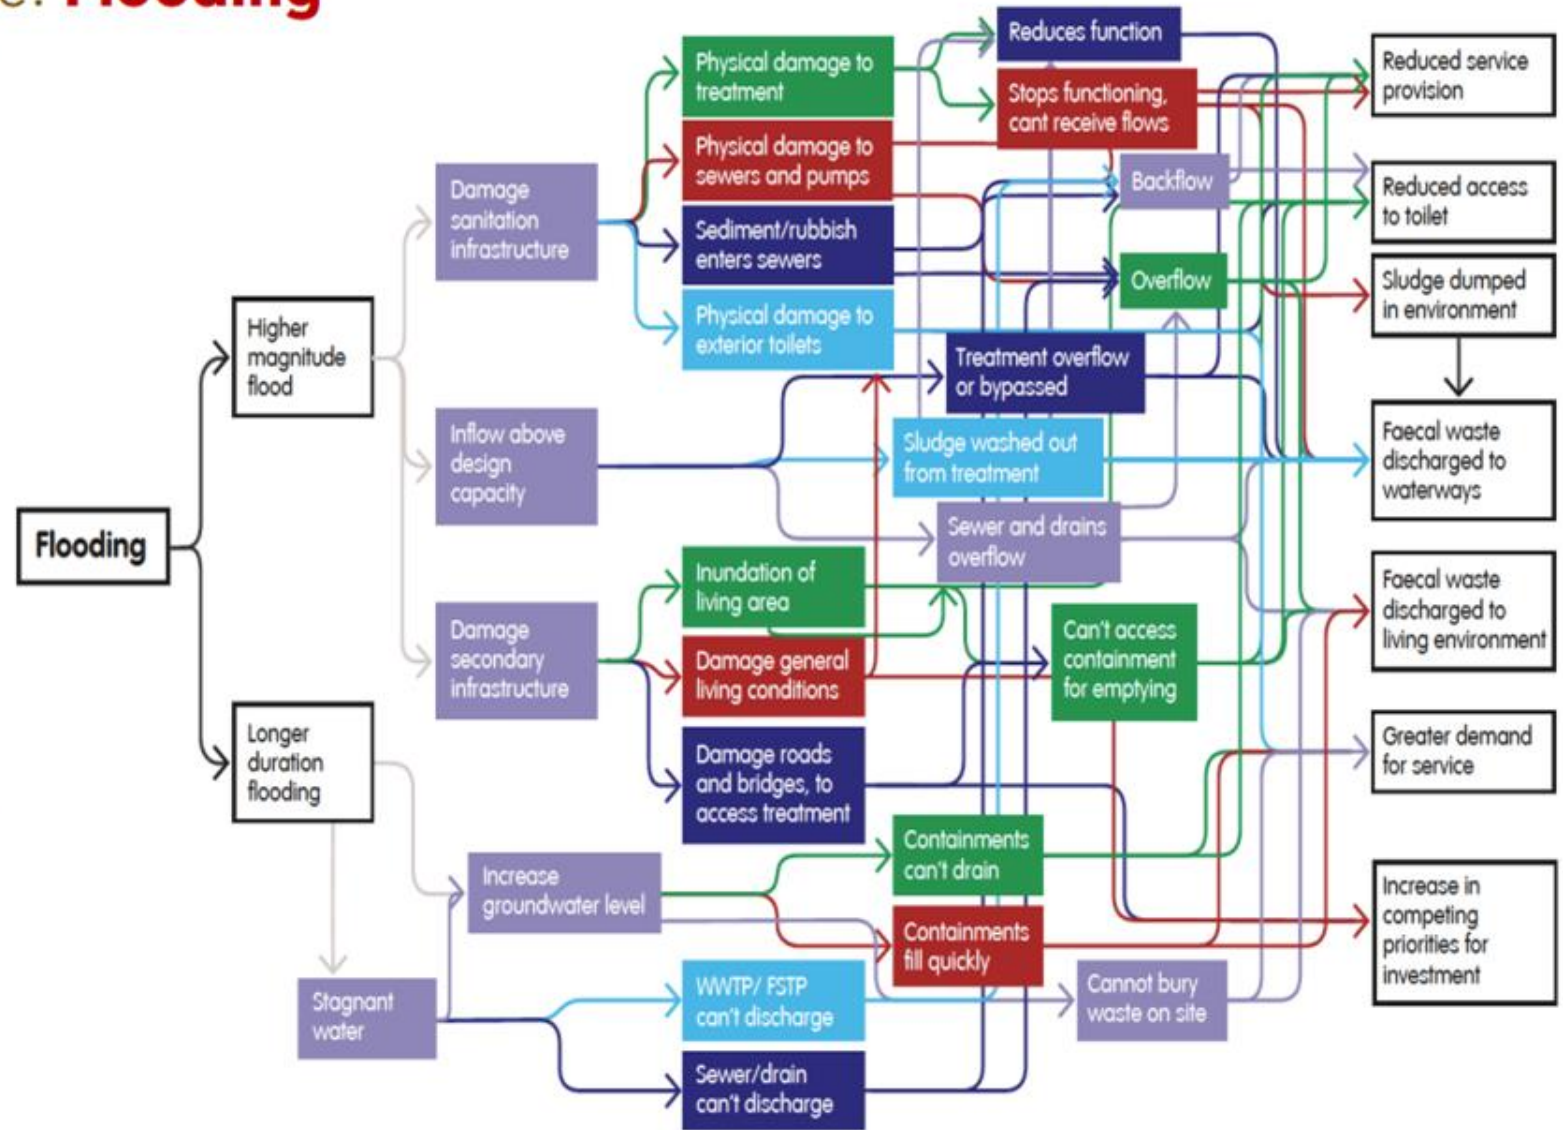 e: Flooding
Reduces function
Physical damage to
treatment
Stops functioning,
cant receive flows
Reduced service
provision
Physical damage to
sewers and pumps
Backflow
Damage
sanitation
infrastructure
Reduced access
to toilet
Sediment/rubbish
enters sewers
Overflow
Sludge dumped
in environment
Higher
magnitude
flood
Physical damage to
exterior toilets
Treatment overflow
or bypassed
Inflow above
design
capacity
Sludge washed out
from treatment
Faecal waste
discharged to
waterways
Flooding
Sewer and drains
overflow
Inundation of
living area
Faecal waste
discharged to
living environment
Damage
secondary
infrastructure
Damage general
living conditions
Can't access
containment
for emptying
Longer
duration
flooding
Damage roads
and bridges, to
access treatment
Greater demand
for service
Containments
can't drain
Increase
groundwater level
Containments
fill quickly
Increase in
competing
priorities for
investment
Stagnant
water
WWTP/ FSTP
can't discharge
Cannot bury
waste on site
Sewer/drain
can't discharge